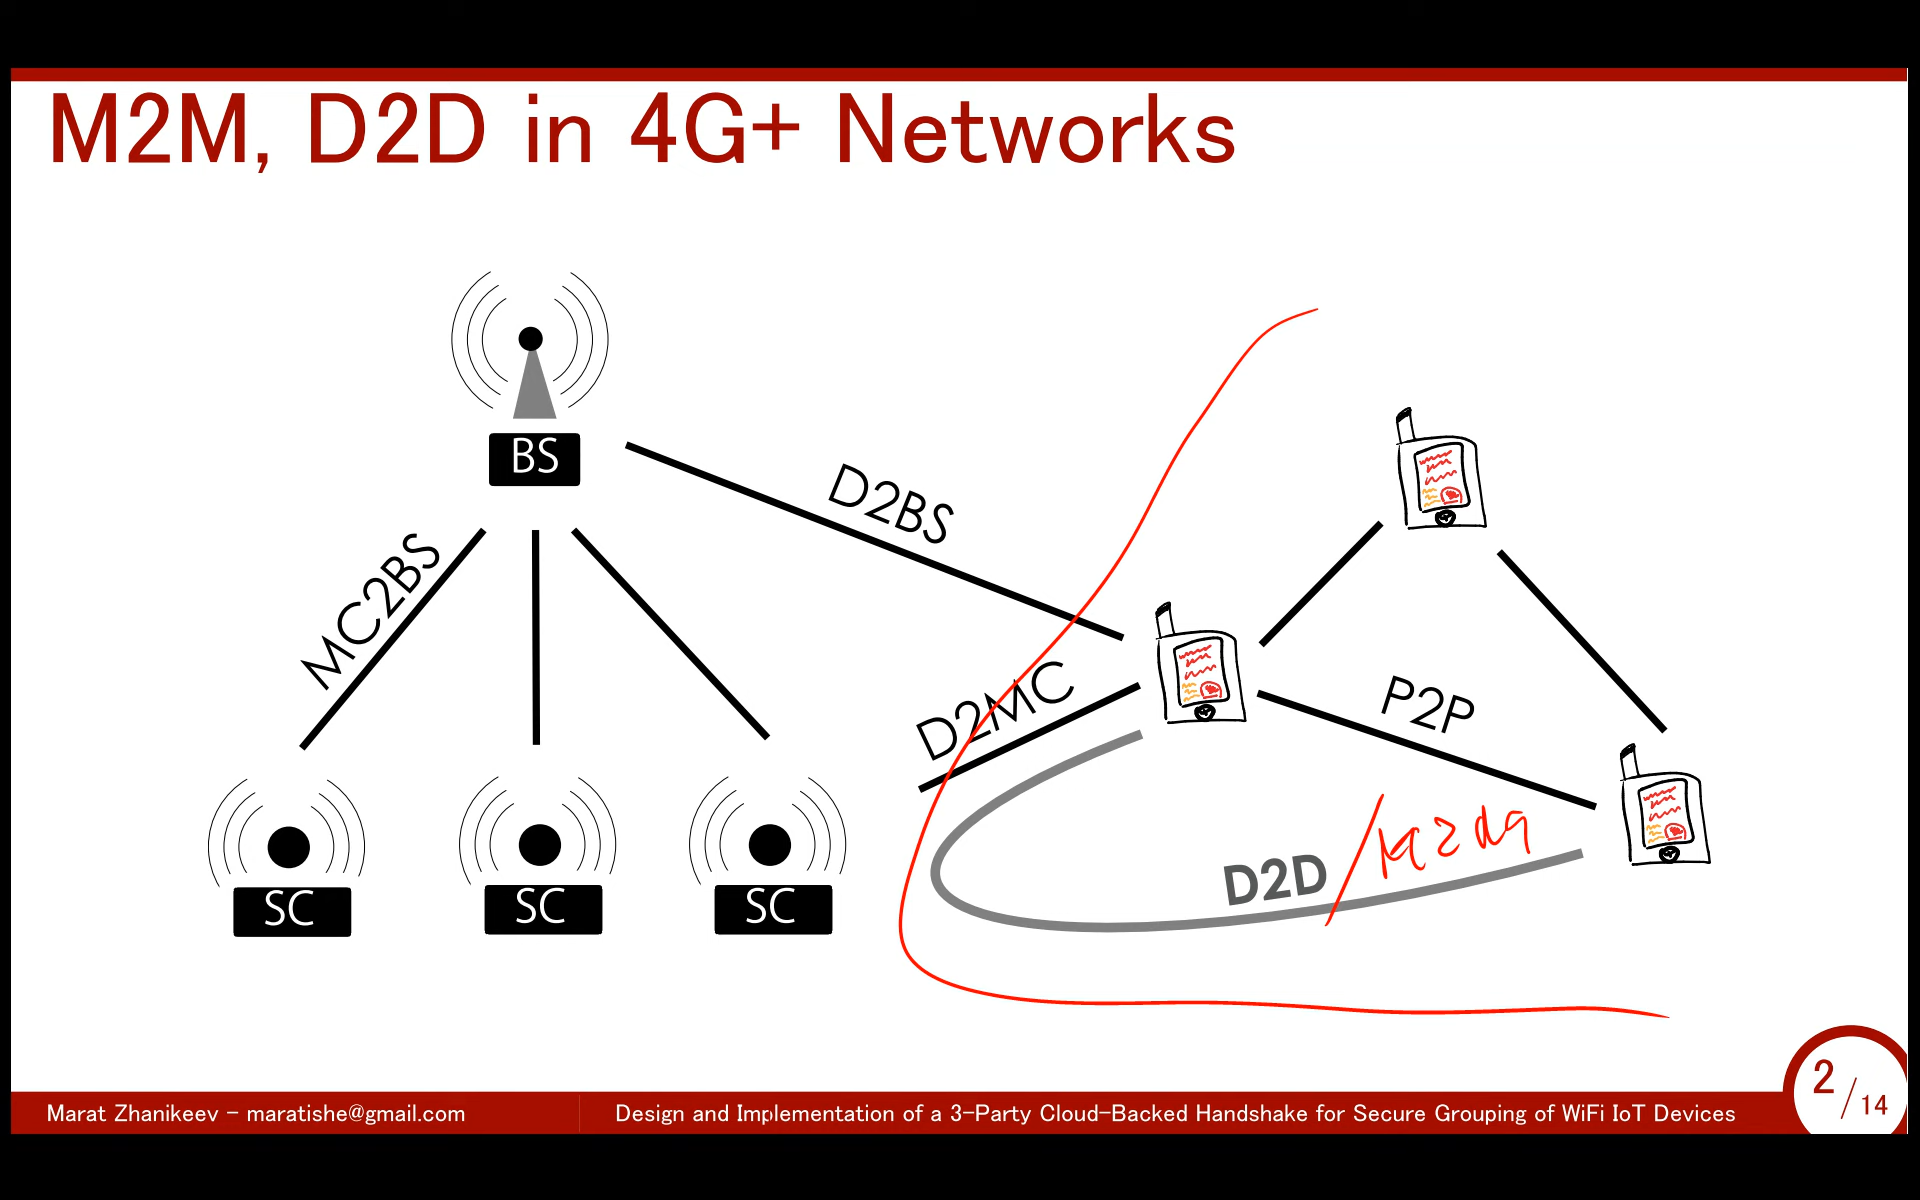 M2M, D2D in 4G+ Networks
BS
D2BS
MC2BS
D2MC
P2P
D2D
SC
SC
SC
2/14
Marat Zhanikeev - maratishe@gmail.com
Design and Implementation of a 3-Party Cloud-Backed Handshake for Secure Grouping of WiFi IoT Devices